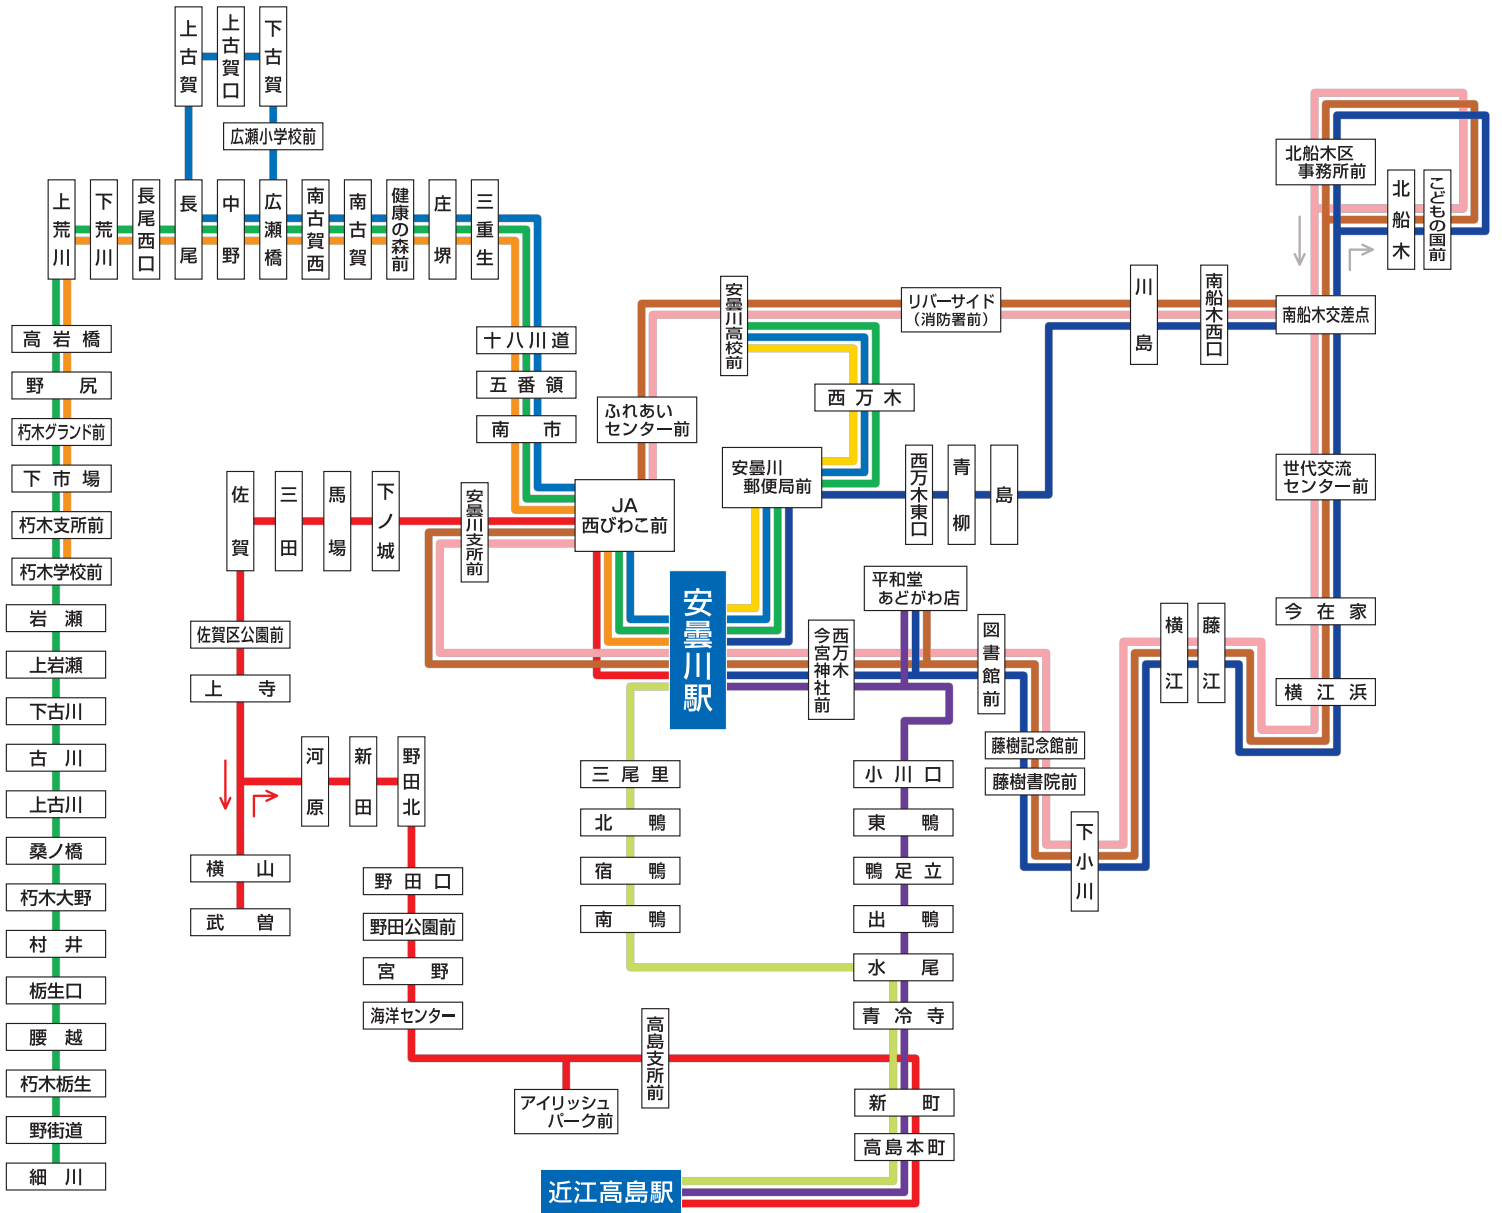 上古賀
上古賀口
下古賀
広瀬小学校前
上荒川
下荒川
長尾西口
長尾
中野
広瀬橋
南古賀西
南古賀
健康の森前
庄堺
三重生
高岩橋
野尻
朽木グランド前
下市場
朽木支所前
朽木学校前
岩瀬
上岩瀬
下古川
古川
上古川
桑ノ橋
朽木大野
村井
栃生口
腰越
朽木栃生
野街道
細川
十八川道
五番領
南市
佐賀
三田
馬場
下ノ城
安曇川支所前
JA
西びわこ前
ふれあい
センター前
安曇川高校前
リバーサイド
（消防署前）
西万木
安曇川
郵便局前
西万木東口
青柳
島
川島
南船木西口
南船木交差点
北船木区
事務所前
北船木
こどもの国前
世代交流
センター前
今在家
横江浜
横江
藤江
安曇川駅
平和堂
あどがわ店
西万木
今宮神社前
図書館前
藤樹記念館前
藤樹書院前
下小川
佐賀区公園前
上寺
河原
新田
野田北
横山
武曽
野田口
野田公園前
宮野
海洋センター
アイリッシュ
パーク前
高島支所前
三尾里
北鴨
宿鴨
南鴨
小川口
東鴨
鴨足立
出鴨
水尾
青冷寺
新町
高島本町
近江高島駅